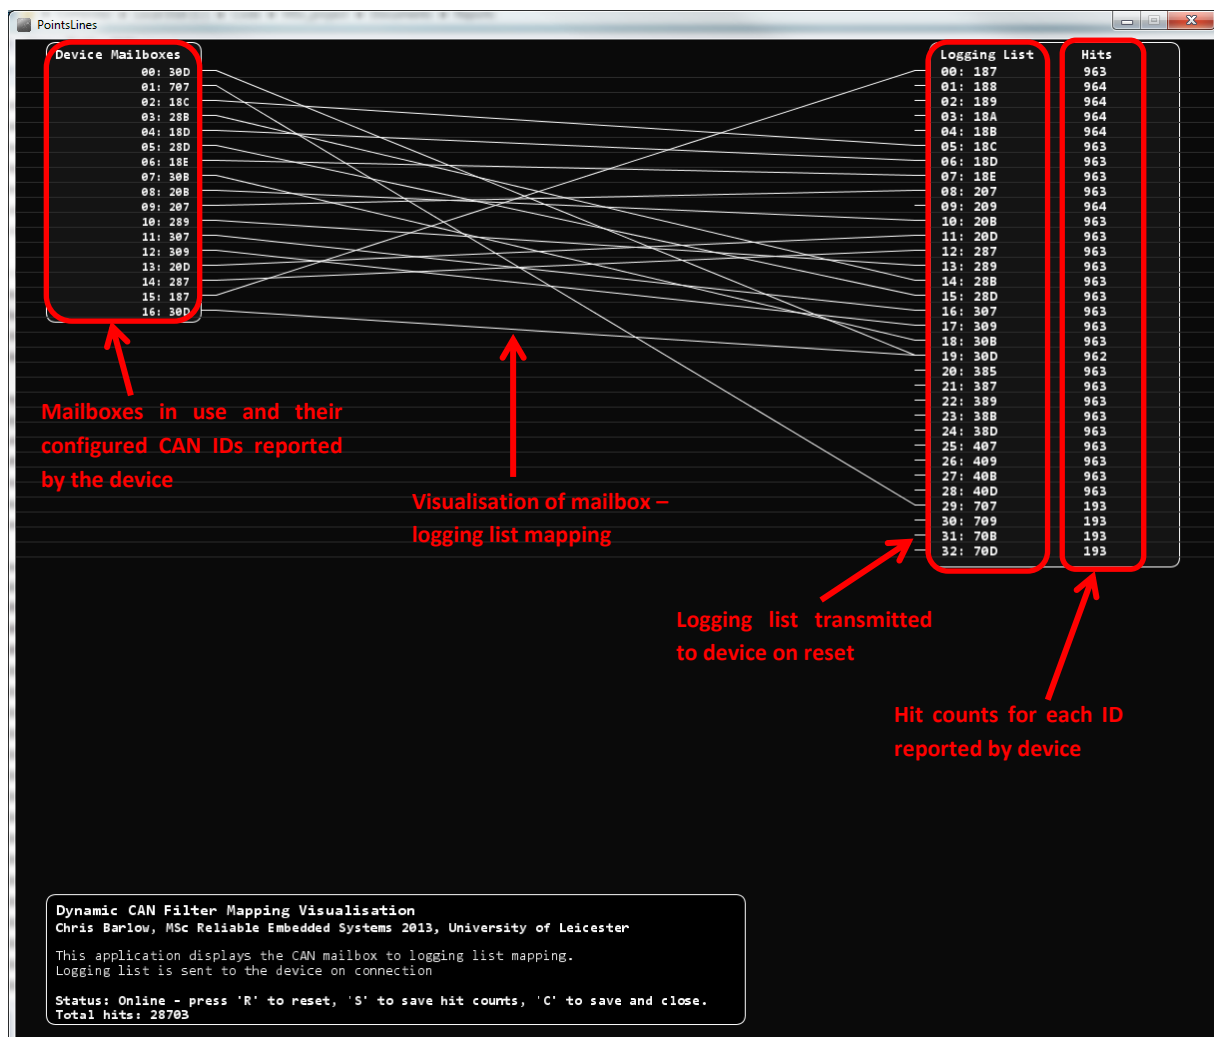 PointsLines
Device Mailboxes
00: 30D
01: 707
02: 18C
03: 28B
04: 18D
05: 28D
06: 18E
07: 30B
08: 20B
09: 207
10: 289
11: 307
12: 309
13: 20D
14: 287
15: 187
16: 30D
Logging List Hits
00: 187 963
01: 188 964
02: 189 964
03: 18A 964
04: 18B 964
05: 18C 963
06: 18D 963
07: 18E 963
08: 207 963
09: 209 964
10: 20B 963
11: 20D 963
12: 287 963
13: 289 963
14: 28B 963
15: 28D 963
16: 307 963
17: 309 963
18: 30B 963
19: 30D 962
20: 385 963
21: 387 963
22: 389 963
23: 38B 963
24: 38D 963
25: 407 963
26: 409 963
27: 40B 963
28: 40D 963
29: 707 193
30: 709 193
31: 70B 193
32: 70D 193
Mailboxes in use and their
configured CAN IDs reported
by the device
Visualisation of mailbox –
logging list mapping
Logging list transmitted
to device on reset
Hit counts for each ID
reported by device
Dynamic CAN Filter Mapping Visualisation
Chris Barlow, MSc Reliable Embedded Systems 2013, University of Leicester
This application displays the CAN mailbox to logging list mapping.
Logging list is sent to the device on connection
Status: Online - press 'R' to reset, 'S' to save hit counts, 'C' to save and close.
Total hits: 28703